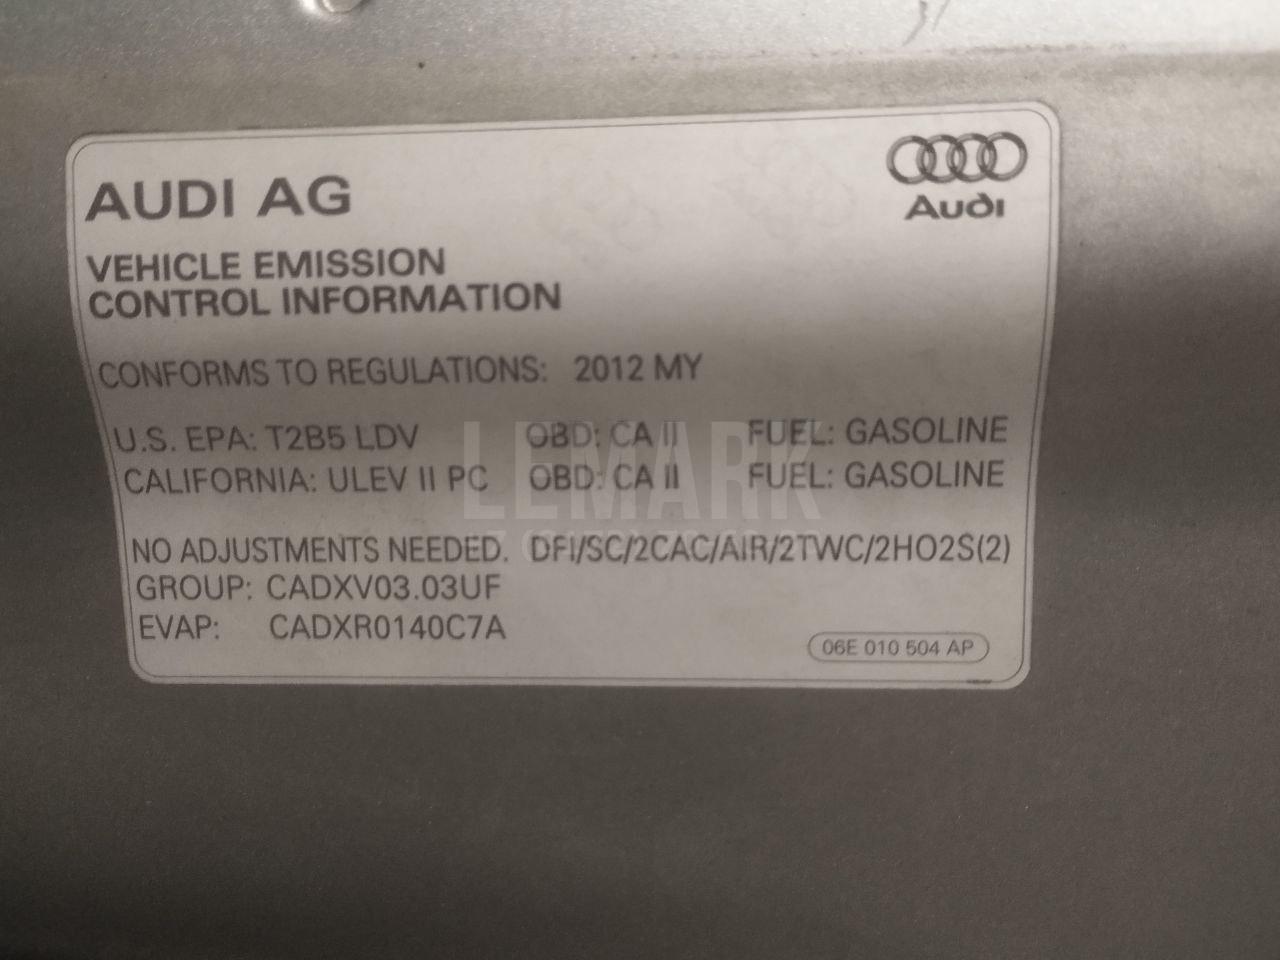 AUDI AG
Audi
VEHICLE EMISSION
CONTROL INFORMATION
CONFORMS TO REGULATIONS: 2012 MY
U.S. EPA: T2B5 LDV OBD: CA II FUEL: GASOLINE
CALIFORNIA: ULEV II PC OBD: CA II FUEL: GASOLINE
LEMARK
NO ADJUSTMENTS NEEDED. DFI/SC/2CAC/AIR/2TWC/2HO2S(2)
GROUP: CADXV03.03UF
EVAP: CADXR0140C7A
06E 010 504 AP